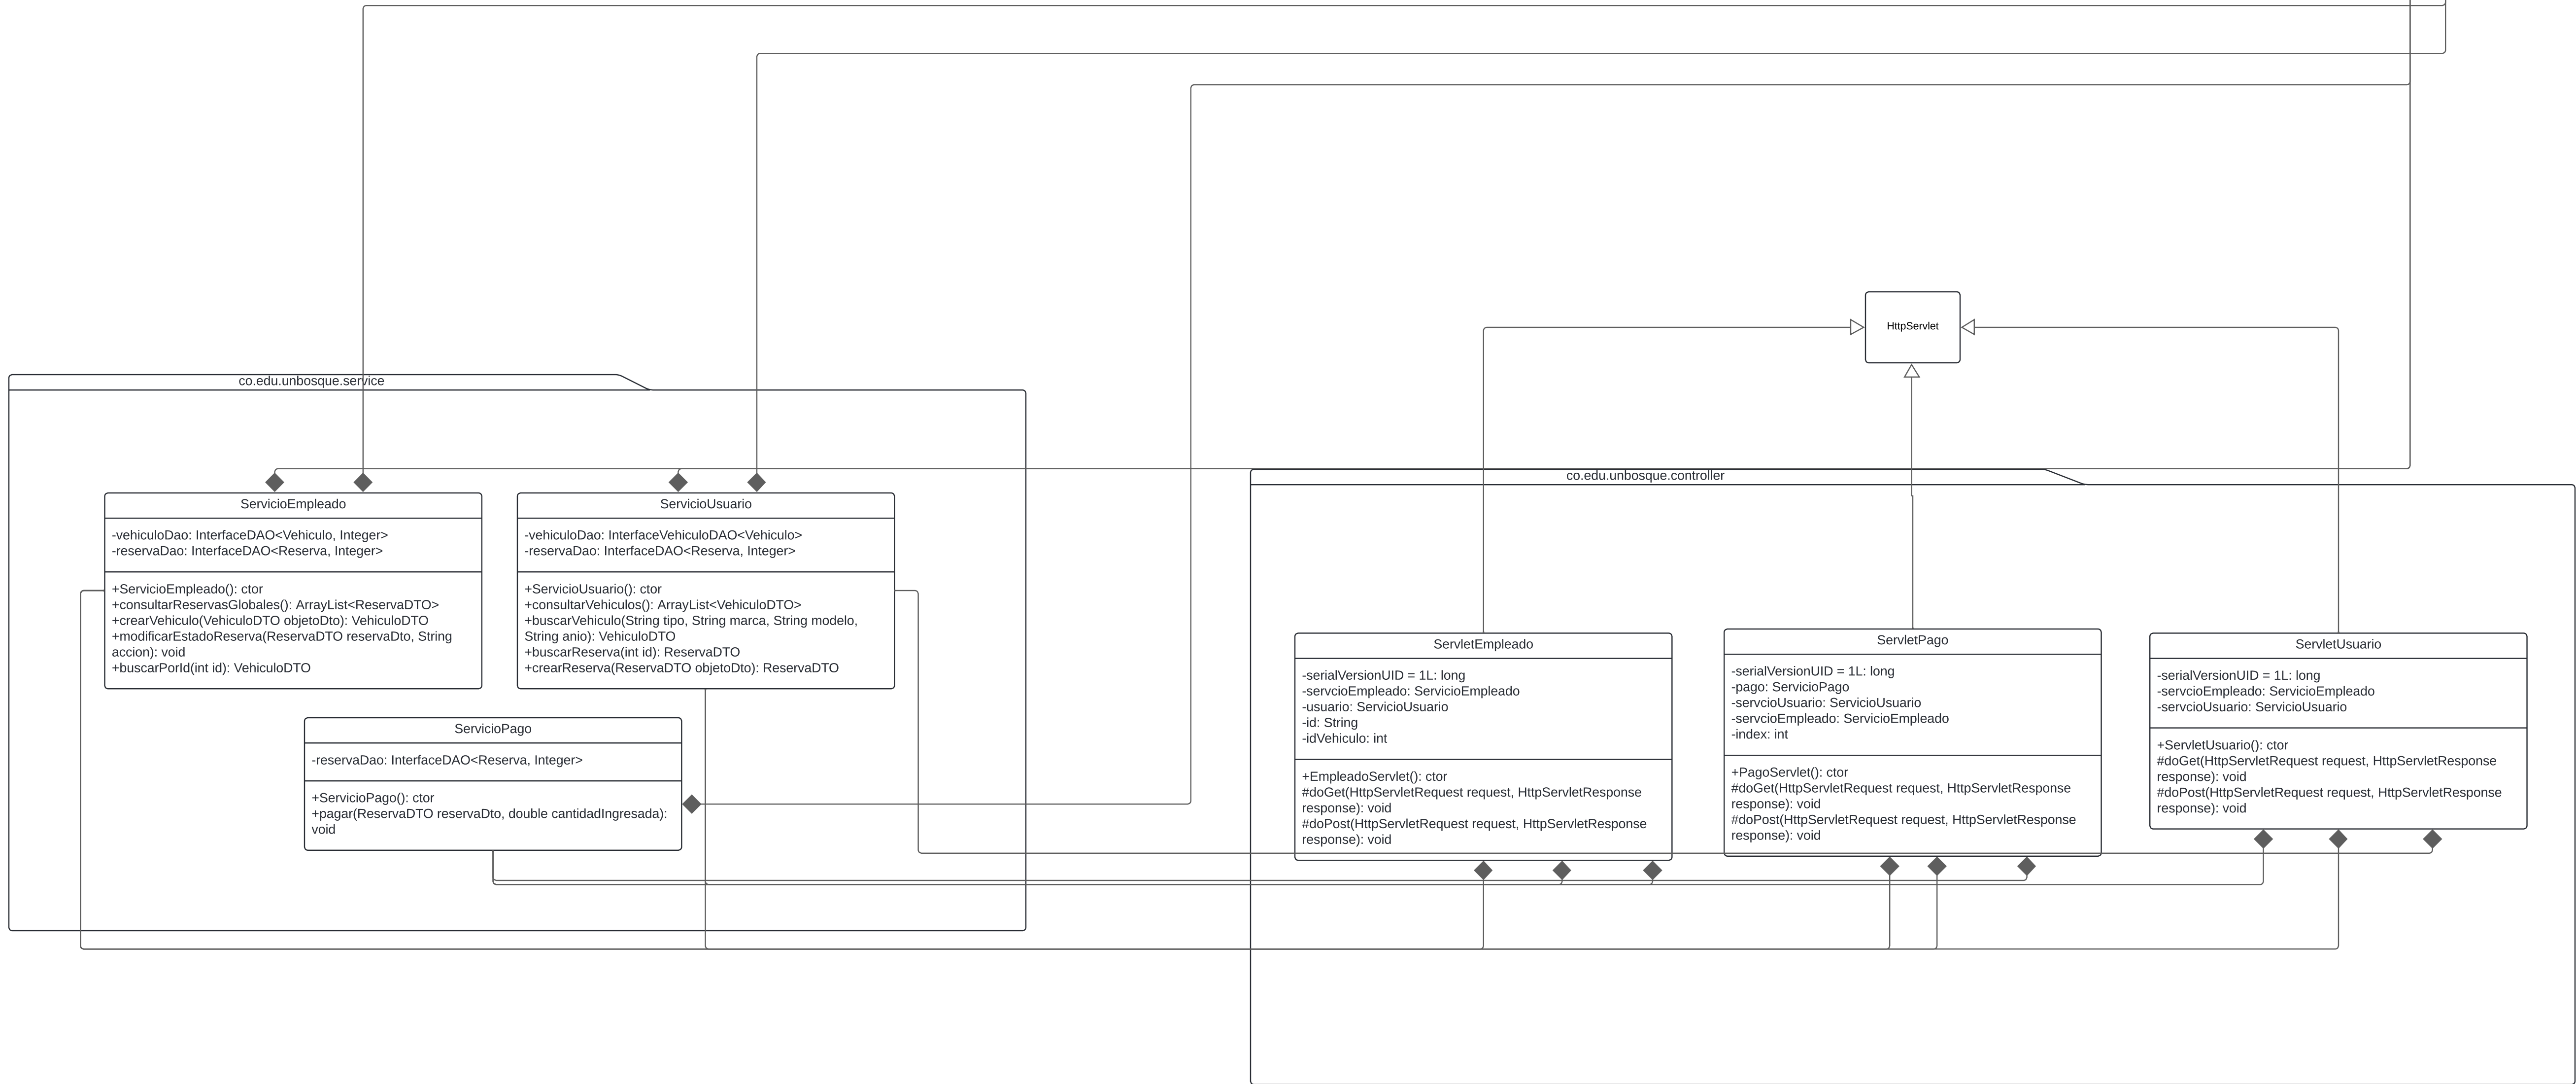 HttpServlet
co.edu.unbosque.service
ServicioEmpleado
-vehiculoDao: InterfaceDAO<Vehiculo, Integer>
-reservaDao: InterfaceDAO<Reserva, Integer>
+ServicioEmpleado(): ctor
+consultarReservasGlobales(): ArrayList<ReservaDTO>
+crearVehiculo(VehiculoDTO objetoDto): VehiculoDTO
+modificarEstadoReserva(ReservaDTO reservaDto, String
accion): void
+buscarPorId(int id): VehiculoDTO
ServicioUsuario
-vehiculoDao: InterfaceVehiculoDAO<Vehiculo>
-reservaDao: InterfaceDAO<Reserva, Integer>
+ServicioUsuario(): ctor
+consultarVehiculos(): ArrayList<VehiculoDTO>
+buscarVehiculo(String tipo, String marca, String modelo,
String anio): VehiculoDTO
+buscarReserva(int id): ReservaDTO
+crearReserva(ReservaDTO objetoDto): ReservaDTO
ServicioPago
-reservaDao: InterfaceDAO<Reserva, Integer>
+ServicioPago(): ctor
+pagar(ReservaDTO reservaDto, double cantidadIngresada):
void
co.edu.unbosque.controller
ServletEmpleado
-serialVersionUID = 1L: long
-servcioEmpleado: ServicioEmpleado
-usuario: ServicioUsuario
-id: String
-idVehiculo: int
+EmpleadoServlet(): ctor
#doGet(HttpServletRequest request, HttpServletResponse
response): void
#doPost(HttpServletRequest request, HttpServletResponse
response): void
ServletPago
-serialVersionUID = 1L: long
-pago: ServicioPago
-servcioUsuario: ServicioUsuario
-servcioEmpleado: ServicioEmpleado
-index: int
+PagoServlet(): ctor
#doGet(HttpServletRequest request, HttpServletResponse
response): void
#doPost(HttpServletRequest request, HttpServletResponse
response): void
ServletUsuario
-serialVersionUID = 1L: long
-servcioEmpleado: ServicioEmpleado
-servcioUsuario: ServicioUsuario
+ServletUsuario(): ctor
#doGet(HttpServletRequest request, HttpServletResponse
response): void
#doPost(HttpServletRequest request, HttpServletResponse
response): void